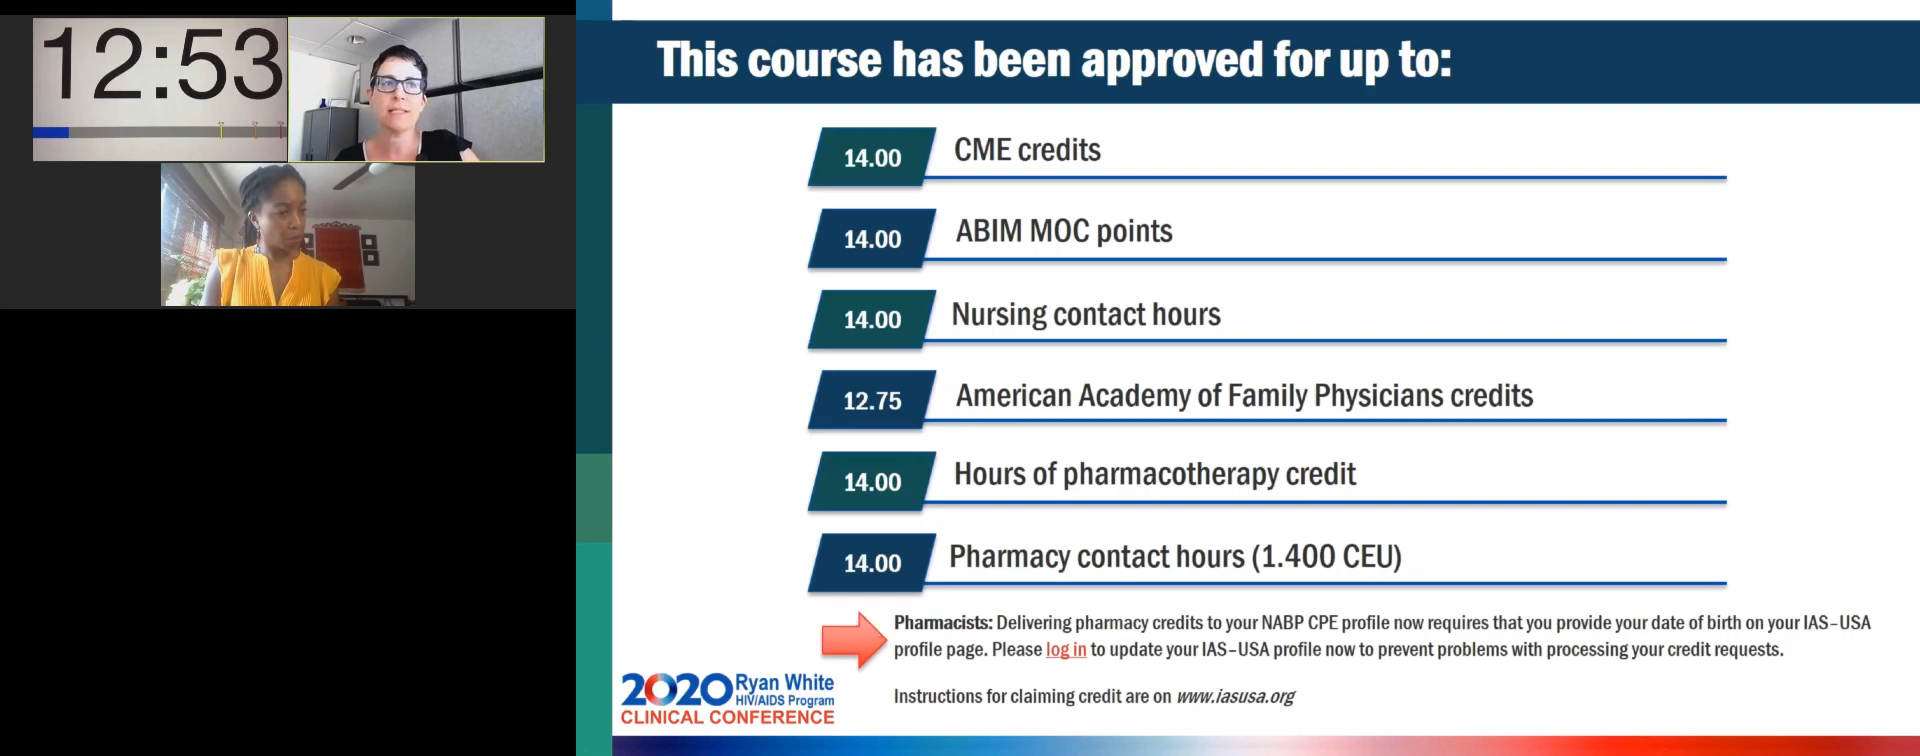 12:53
This course has been approved for up to:
14.00 CME credits
14.00 ABIM MOC points
14.00 Nursing contact hours
12.75 American Academy of Family Physicians credits
14.00 Hours of pharmacotherapy credit
14.00 Pharmacy contact hours (1.400 CEU)
Pharmacists: Delivering pharmacy credits to your NABP CPE profile now requires that you provide your date of birth on your IAS–USA
profile page. Please log in to update your IAS–USA profile now to prevent problems with processing your credit requests.
Instructions for claiming credit are on www.iasusa.org
2020 Ryan White
HIV/AIDS Program
CLINICAL CONFERENCE